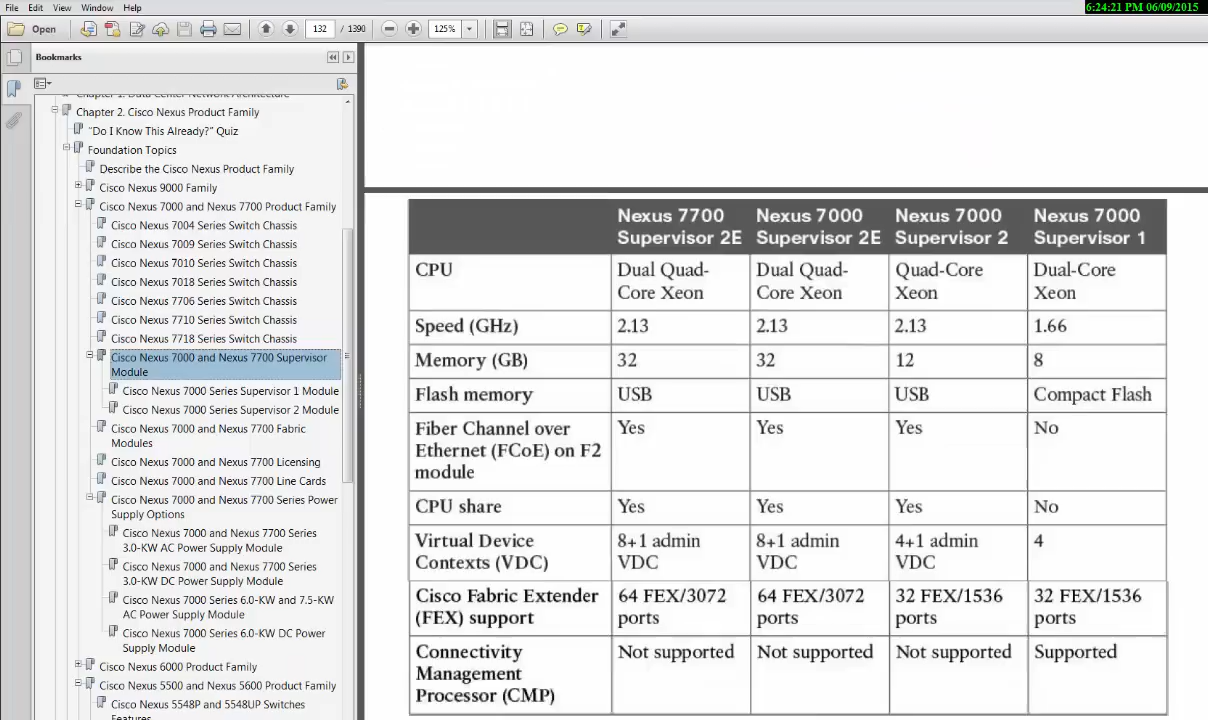 File Edit View Window Help
6:24:21 PM 06/09/2015
Open
132 / 1390
125%
Bookmarks
Chapter 1. Data Center Network Architecture
Chapter 2. Cisco Nexus Product Family
"Do I Know This Already?" Quiz
Foundation Topics
Describe the Cisco Nexus Product Family
Cisco Nexus 9000 Family
Cisco Nexus 7000 and Nexus 7700 Product Family
Cisco Nexus 7004 Series Switch Chassis
Cisco Nexus 7009 Series Switch Chassis
Cisco Nexus 7010 Series Switch Chassis
Cisco Nexus 7018 Series Switch Chassis
Cisco Nexus 7706 Series Switch Chassis
Cisco Nexus 7710 Series Switch Chassis
Cisco Nexus 7718 Series Switch Chassis
Cisco Nexus 7000 and Nexus 7700 Supervisor
Module
Cisco Nexus 7000 Series Supervisor 1 Module
Cisco Nexus 7000 Series Supervisor 2 Module
Cisco Nexus 7000 and Nexus 7700 Fabric
Modules
Cisco Nexus 7000 and Nexus 7700 Licensing
Cisco Nexus 7000 and Nexus 7700 Line Cards
Cisco Nexus 7000 and Nexus 7700 Series Power
Supply Options
Cisco Nexus 7000 and Nexus 7700 Series
3.0-KW AC Power Supply Module
Cisco Nexus 7000 and Nexus 7700 Series
3.0-KW DC Power Supply Module
Cisco Nexus 7000 Series 6.0-KW and 7.5-KW
AC Power Supply Module
Cisco Nexus 7000 Series 6.0-KW DC Power
Supply Module
Cisco Nexus 6000 Product Family
Cisco Nexus 5500 and Nexus 5600 Product Family
Cisco Nexus 5548P and 5548UP Switches
Features
Nexus 7700 Nexus 7000 Nexus 7000 Nexus 7000
Supervisor 2E Supervisor 2E Supervisor 2 Supervisor 1
CPU Dual Quad- Dual Quad- Quad-Core Dual-Core
Core Xeon Core Xeon Xeon Xeon
Speed (GHz) 2.13 2.13 2.13 1.66
Memory (GB) 32 32 12 8
Flash memory USB USB USB Compact Flash
Fiber Channel over Yes Yes Yes No
Ethernet (FCoE) on F2
module
CPU share Yes Yes Yes No
Virtual Device 8+1 admin 8+1 admin 4+1 admin 4
Contexts (VDC) VDC VDC VDC
Cisco Fabric Extender 64 FEX/3072 64 FEX/3072 32 FEX/1536 32 FEX/1536
(FEX) support ports ports ports ports
Connectivity Not supported Not supported Not supported Supported
Management
Processor (CMP)